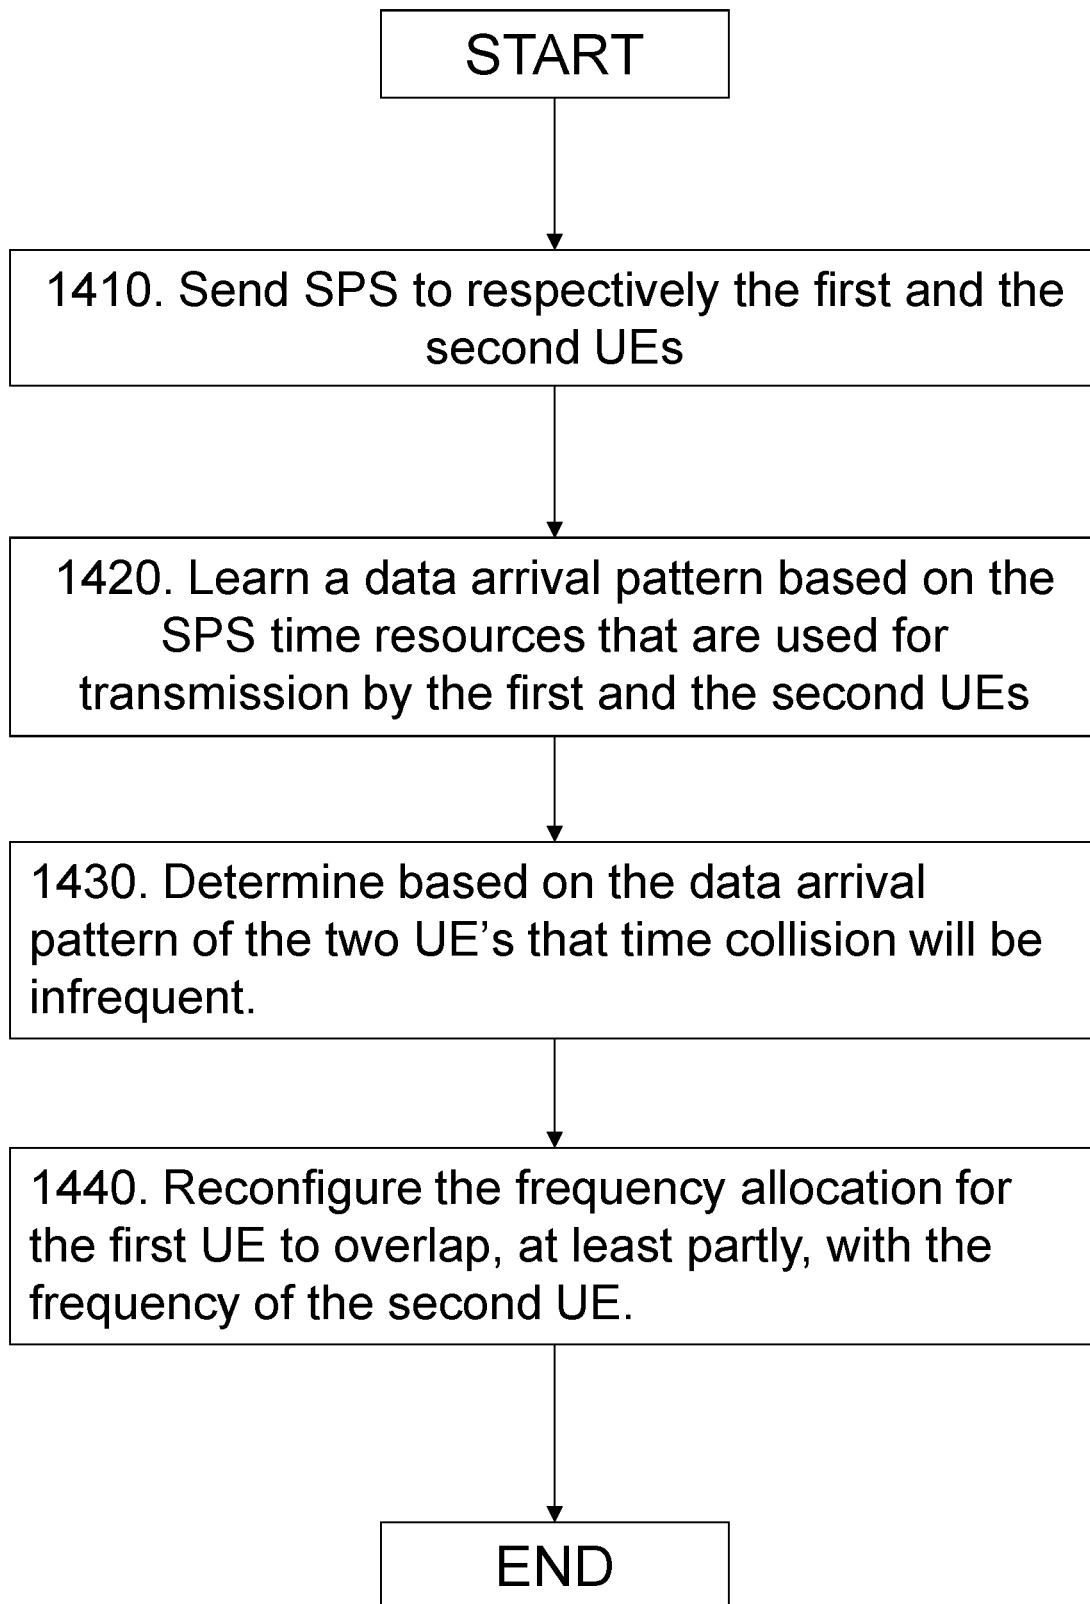 START
1410. Send SPS to respectively the first and the
second UEs
1420. Learn a data arrival pattern based on the
SPS time resources that are used for
transmission by the first and the second UEs
1430. Determine based on the data arrival
pattern of the two UE’s that time collision will be
infrequent.
1440. Reconfigure the frequency allocation for
the first UE to overlap, at least partly, with the
frequency of the second UE.
END